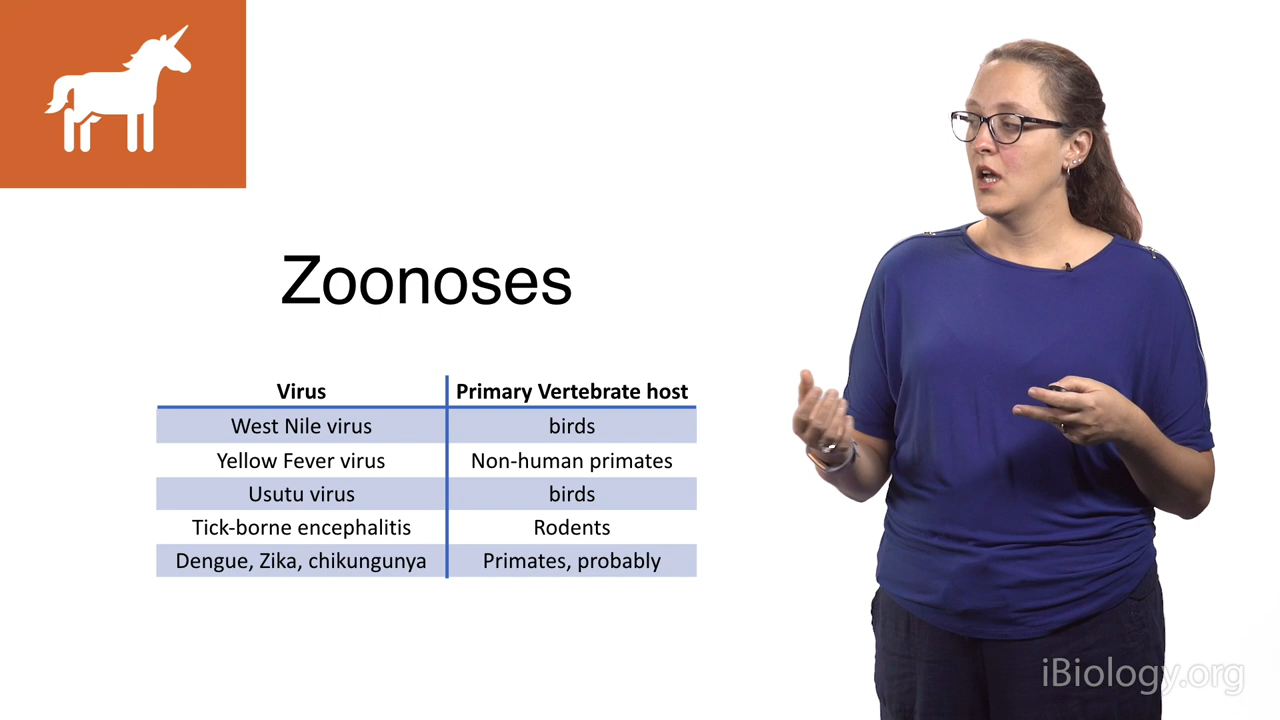 Zoonoses
Virus Primary Vertebrate host
West Nile virus birds
Yellow Fever virus Non-human primates
Usutu virus birds
Tick-borne encephalitis Rodents
Dengue, Zika, chikungunya Primates, probably
iBiology.org